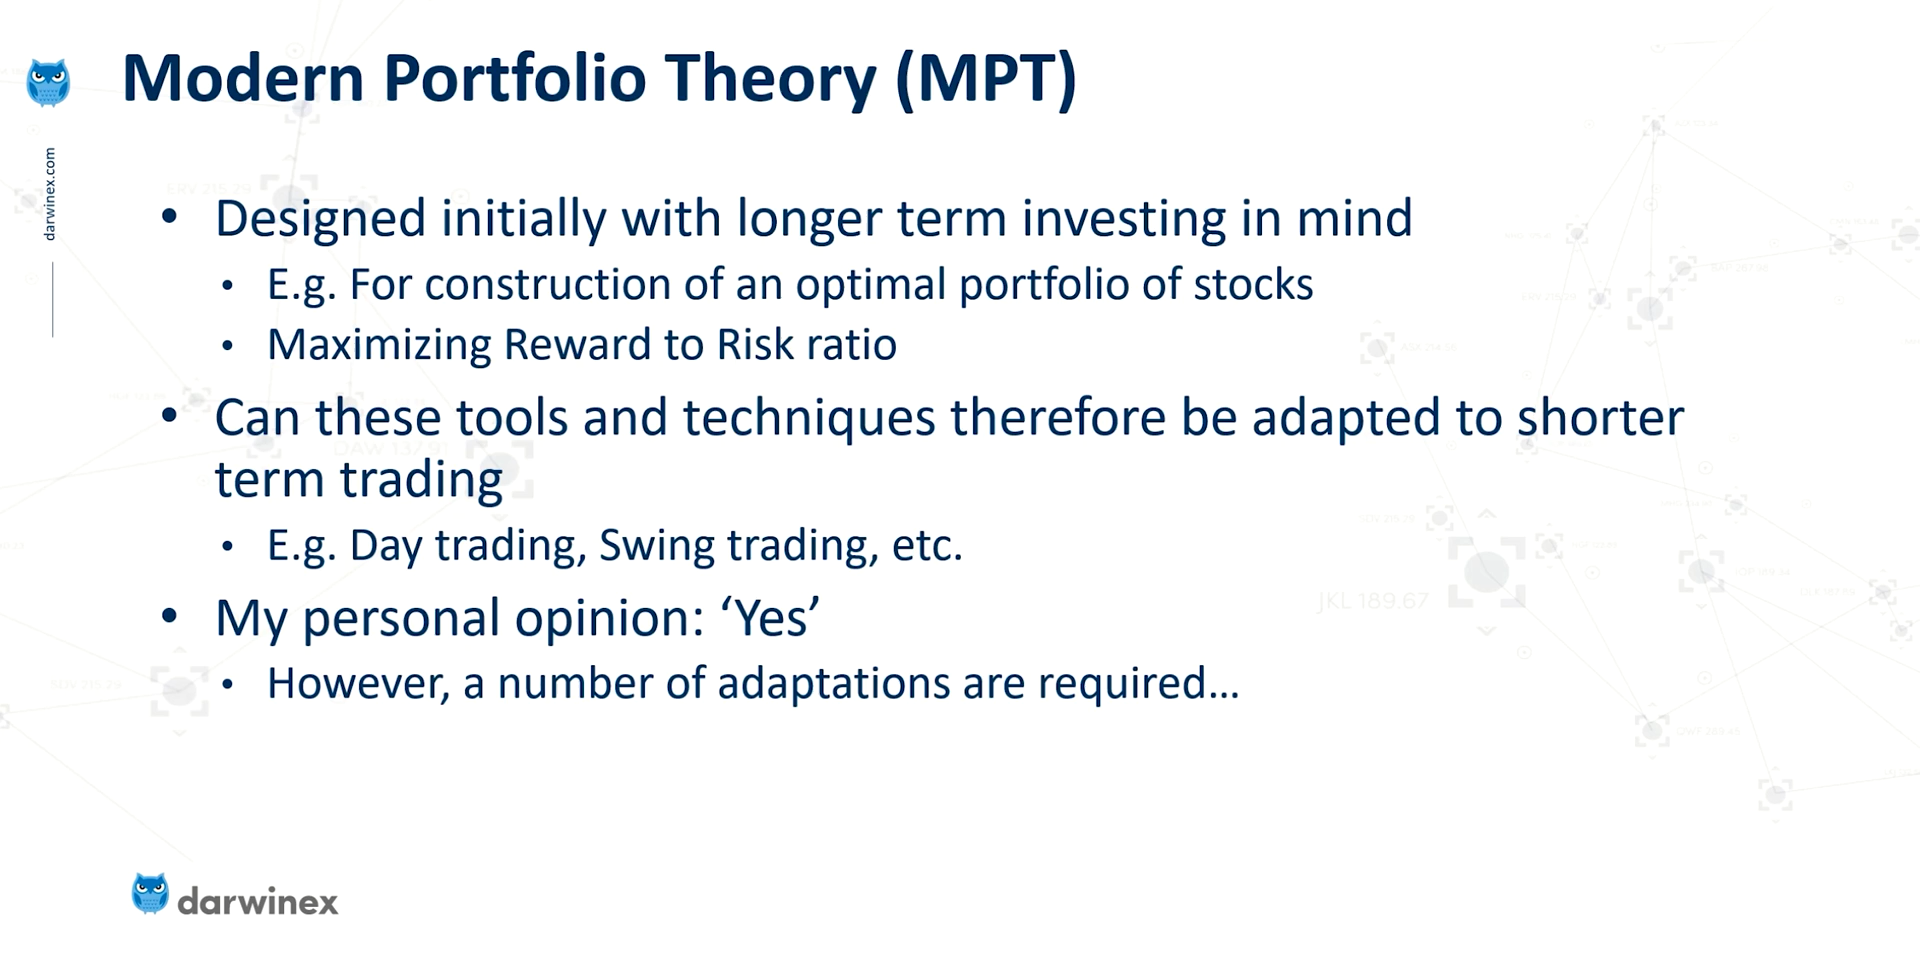 Modern Portfolio Theory (MPT)
darwinex.com
• Designed initially with longer term investing in mind
• E.g. For construction of an optimal portfolio of stocks
• Maximizing Reward to Risk ratio
• Can these tools and techniques therefore be adapted to shorter
term trading
• E.g. Day trading, Swing trading, etc.
• My personal opinion: ‘Yes’
• However, a number of adaptations are required...
JKL 189.67
darwinex